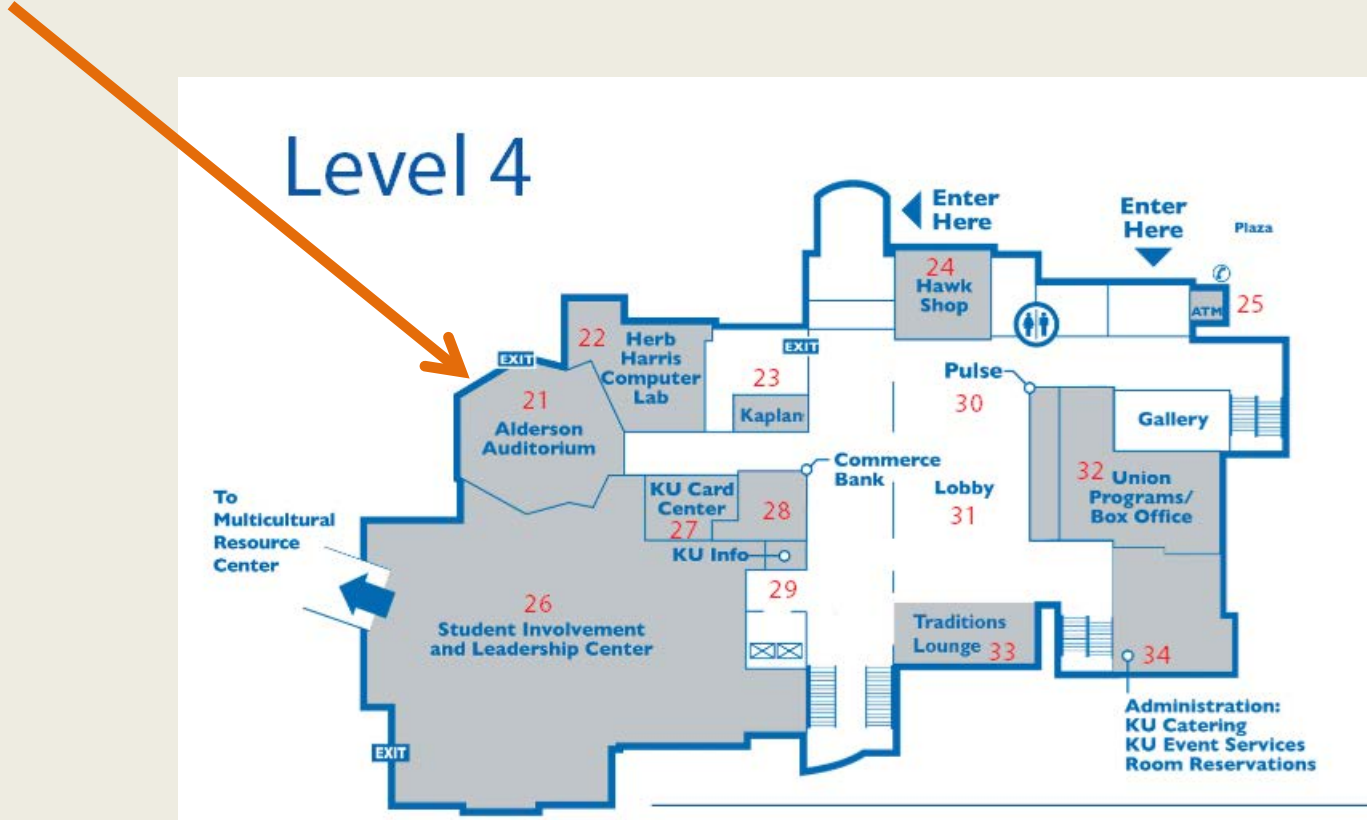 Level 4
Enter
Here
Enter
Here
Plaza
24
Hawk
Shop
ATM
25
22
Herb
Harris
Computer
Lab
EXIT
EXIT
23
Kaplan
Pulse
30
Gallery
21
Alderson
Auditorium
Commerce
Bank
Lobby
31
32
Union
Programs/
Box Office
KU Card
Center
27
28
KU Info
29
To
Multicultural
Resource
Center
26
Student Involvement
and Leadership Center
Traditions
Lounge 33
34
Administration:
KU Catering
KU Event Services
Room Reservations
EXIT